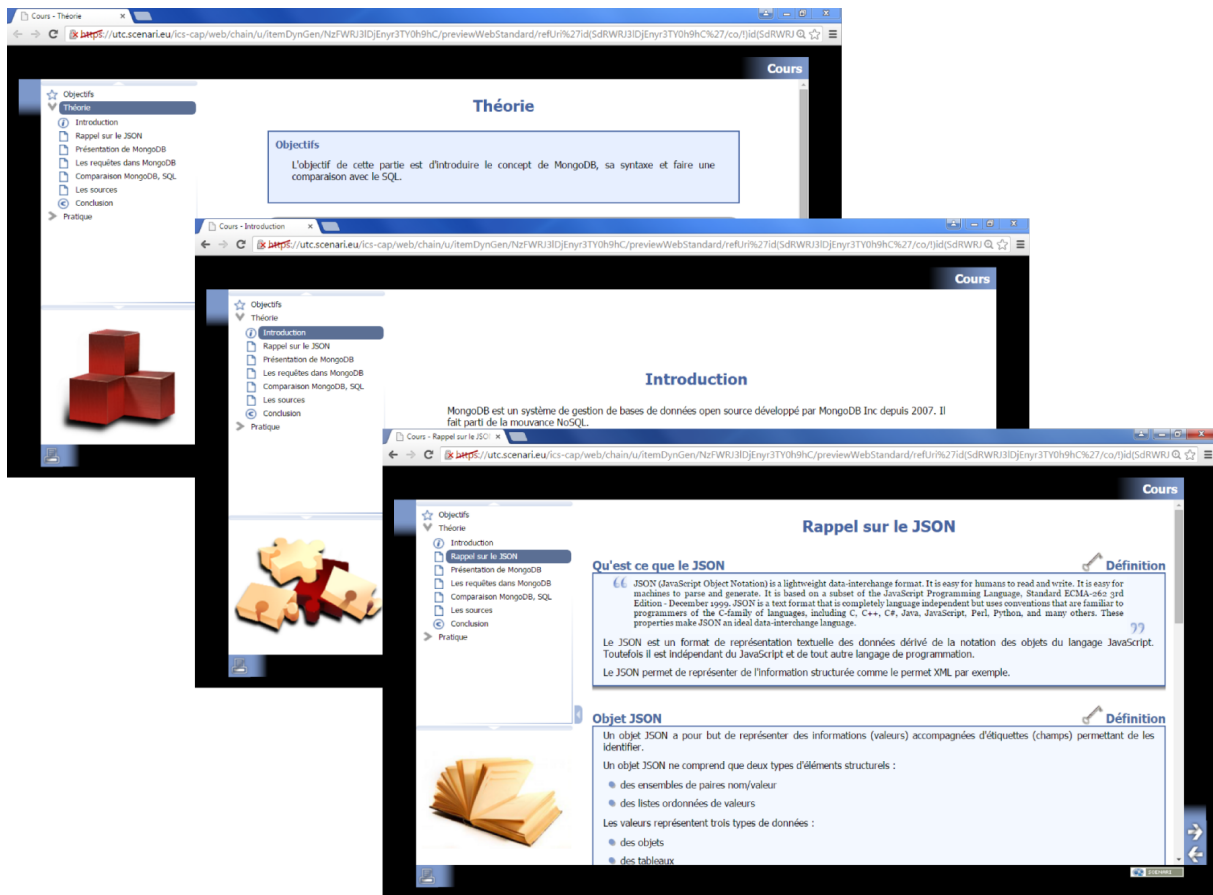 Cours - Théorie
https://utc.scenari.eu/ics-cap/web/chain/u/itemDynGen/NzFWRJ3lDjEnyr3TY0h9hC/previewWebStandard/refUri%27id(SdRWRJ3lDjEnyr3TY0h9hC%27/co/!)id(SdRWRJ
Cours
Objectifs
Théorie
Introduction
Rappel sur le JSON
Présentation de MongoDB
Les requêtes dans MongoDB
Comparaison MongoDB, SQL
Les sources
Conclusion
Pratique
Théorie
Objectifs
L'objectif de cette partie est d'introduire le concept de MongoDB, sa syntaxe et faire une
comparaison avec le SQL.
Cours - Introduction
https://utc.scenari.eu/ics-cap/web/chain/u/itemDynGen/NzFWRJ3lDjEnyr3TY0h9hC/previewWebStandard/refUri%27id(SdRWRJ3lDjEnyr3TY0h9hC%27/co/!)id(SdRWRJ
Cours
Objectifs
Théorie
Introduction
Rappel sur le JSON
Présentation de MongoDB
Les requêtes dans MongoDB
Comparaison MongoDB, SQL
Les sources
Conclusion
Pratique
Introduction
MongoDB est un système de gestion de bases de données open source développé par MongoDB Inc depuis 2007. Il
fait parti de la mouvance NoSQL.
Cours - Rappel sur le JSO
https://utc.scenari.eu/ics-cap/web/chain/u/itemDynGen/NzFWRJ3lDjEnyr3TY0h9hC/previewWebStandard/refUri%27id(SdRWRJ3lDjEnyr3TY0h9hC%27/co/!)id(SdRWRJ
Cours
Objectifs
Théorie
Introduction
Rappel sur le JSON
Présentation de MongoDB
Les requêtes dans MongoDB
Comparaison MongoDB, SQL
Les sources
Conclusion
Pratique
Rappel sur le JSON
Qu'est ce que le JSON
Définition
JSON (JavaScript Object Notation) is a lightweight data-interchange format. It is easy for humans to read and write. It is easy for
machines to parse and generate. It is based on a subset of the JavaScript Programming Language, Standard ECMA-262 3rd
Edition - December 1999. JSON is a text format that is completely language independent but uses conventions that are familiar to
programmers of the C-family of languages, including C, C++, C#, Java, JavaScript, Perl, Python, and many others. These
properties make JSON an ideal data-interchange language.
Le JSON est un format de représentation textuelle des données dérivé de la notation des objets du langage JavaScript.
Toutefois il est indépendant du JavaScript et de tout autre langage de programmation.
Le JSON permet de représenter de l'information structurée comme le permet XML par exemple.
Objet JSON
Définition
Un objet JSON a pour but de représenter des informations (valeurs) accompagnées d'étiquettes (champs) permettant de les
identifier.
Un objet JSON ne comprend que deux types d'éléments structurels :
des ensembles de paires nom/valeur
des listes ordonnées de valeurs
Les valeurs représentent trois types de données :
des objets
des tableaux
SCENARI